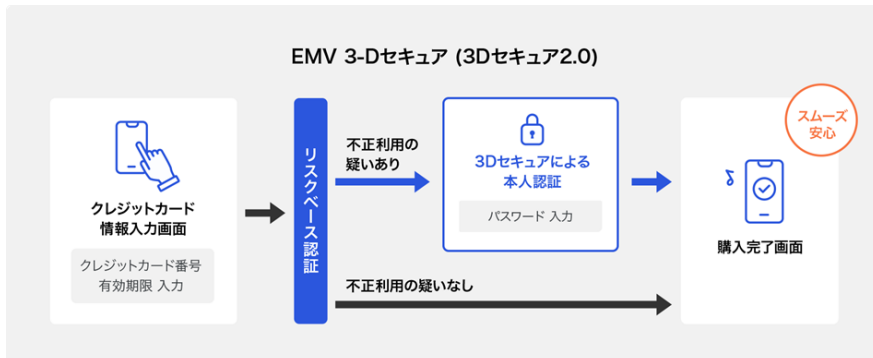 EMV 3-Dセキュア (3Dセキュア2.0)
クレジットカード
情報入力画面
クレジットカード番号
有効期限 入力
リスクベース認証
不正利用の
疑いあり
3Dセキュアによる
本人認証
パスワード 入力
不正利用の疑いなし
スムーズ
安心
購入完了画面